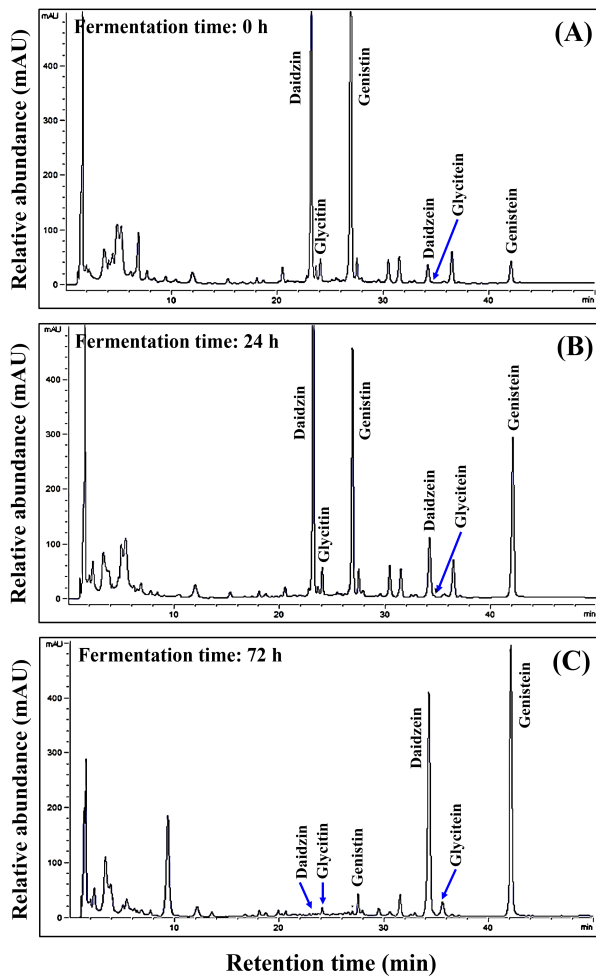 Relative abundance (mAU)
mAU
Fermentation time: 0 h
(A)
400
300
200
100
0
Daidzin
Glycitin
Genistin
Daidzein
Glycitein
Genistein
10
20
30
40
Relative abundance (mAU)
mAU
Fermentation time: 24 h
(B)
400
300
200
100
0
Daidzin
Glycitin
Genistin
Daidzein
Glycitein
Genistein
10
20
30
40
Relative abundance (mAU)
mAU
Fermentation time: 72 h
(C)
400
300
200
100
0
Daidzin
Glycitin
Genistin
Daidzein
Glycitein
Genistein
10
20
30
40
Retention time (min)